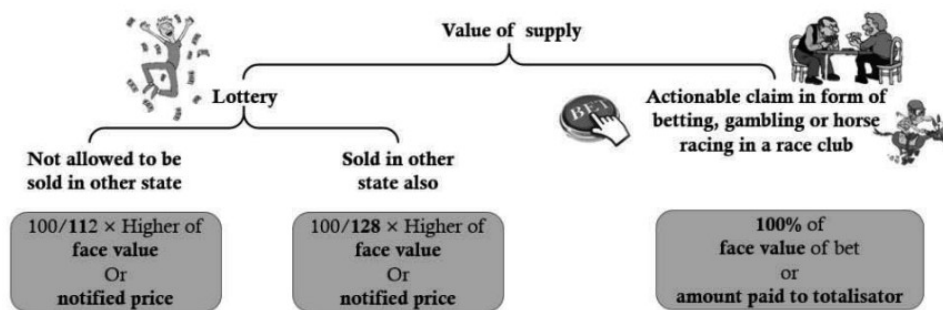 Value of supply
Lottery
BET
Actionable claim in form of
betting, gambling or horse
racing in a race club
Not allowed to be
sold in other state
Sold in other
state also
100/112 × Higher of
face value
Or
notified price
100/128 × Higher of
face value
Or
notified price
100% of
face value of bet
or
amount paid to totalisator